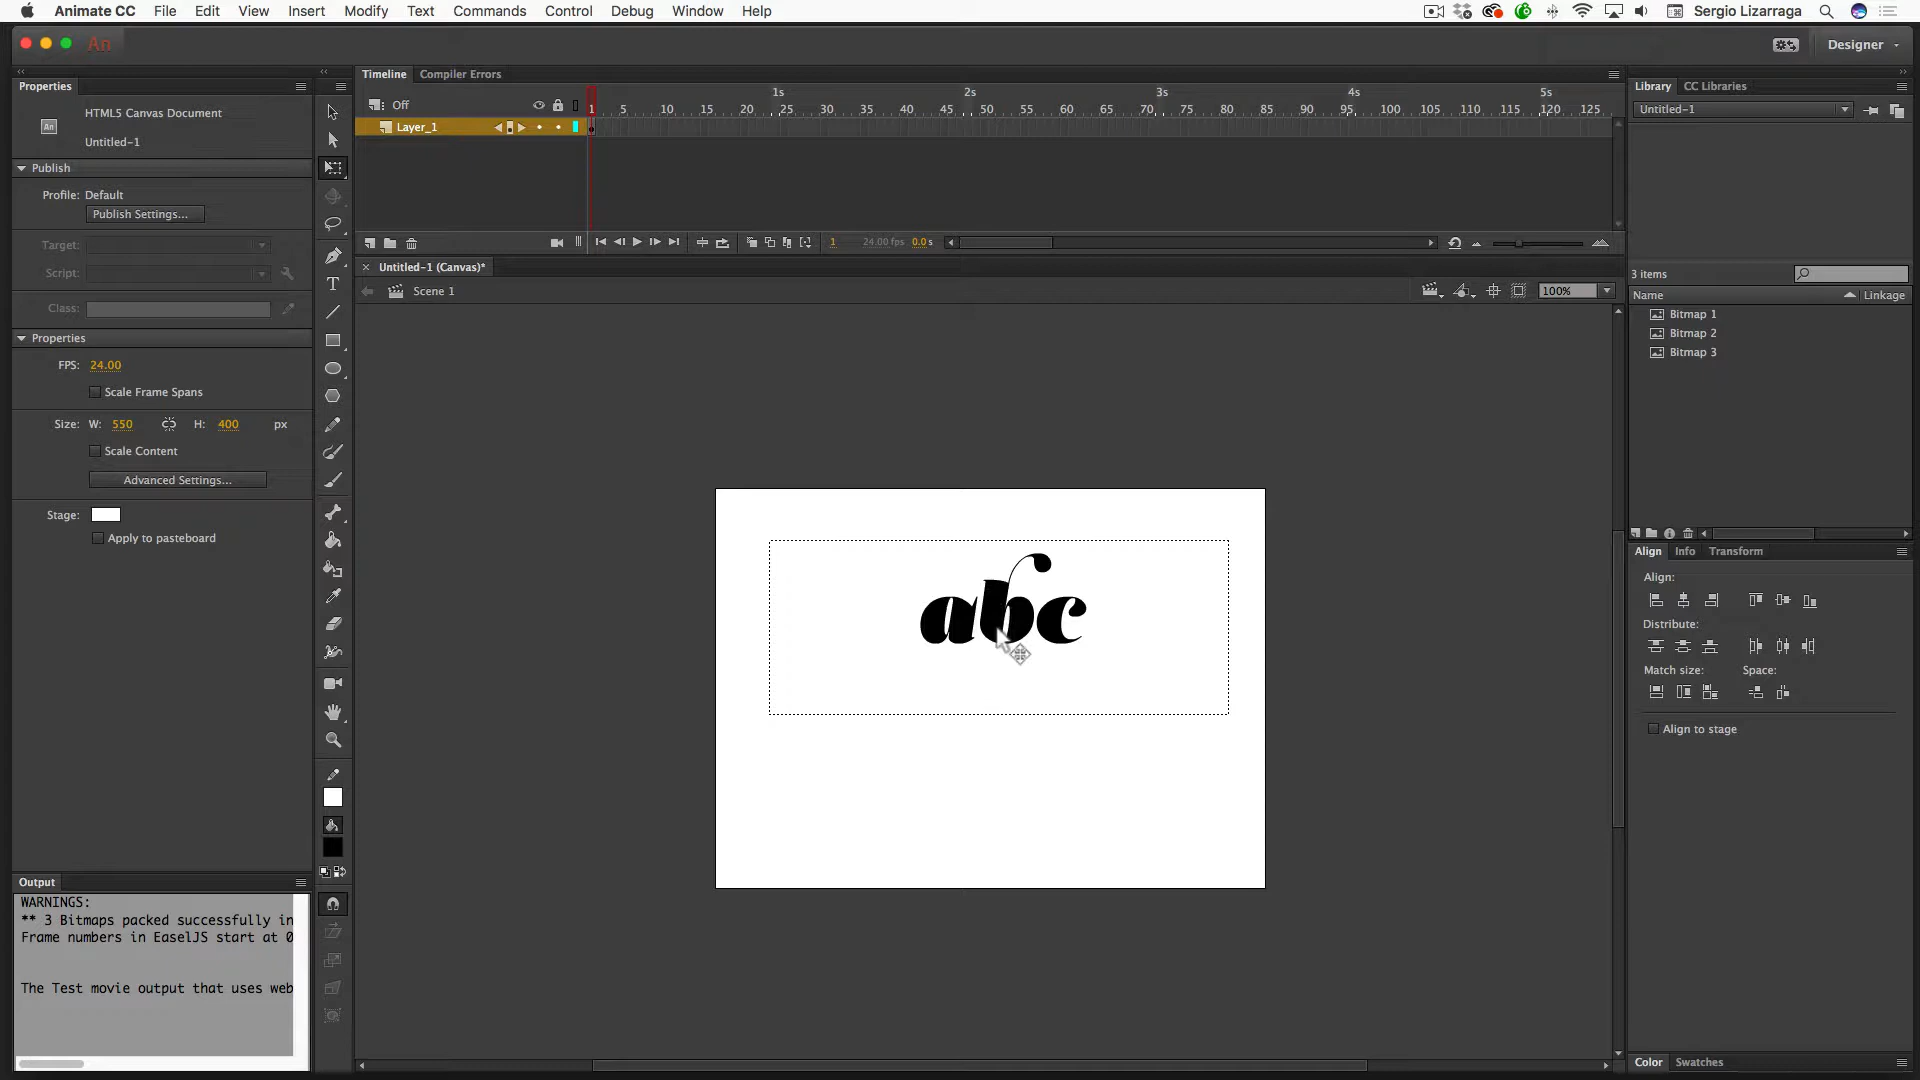 Animate CC File Edit View Insert Modify Text Commands Control Debug Window Help Sergio Lizarraga
An Designer
Properties
HTML5 Canvas Document
An
Untitled-1
Publish
Profile: Default
Publish Settings...
Target:
Script:
Class:
Properties
FPS: 24.00
Scale Frame Spans
Size: W: 550 H: 400 px
Scale Content
Advanced Settings...
Stage:
Apply to pasteboard
Output
WARNINGS:
** 3 Bitmaps packed successfully in
Frame numbers in EaselJS start at 0
The Test movie output that uses web
T
Timeline Compiler Errors
1s 2s 3s 4s 5s
Off 1 5 10 15 20 25 30 35 40 45 50 55 60 65 70 75 80 85 90 95 100 105 110 115 120 125
Layer_1
1 24.00 fps 0.0 s
Untitled-1 (Canvas)*
Scene 1 100%
abc
Library CC Libraries
Untitled-1
3 items
Name Linkage
Bitmap 1
Bitmap 2
Bitmap 3
Align Info Transform
Align:
Distribute:
Match size: Space:
Align to stage
Color Swatches